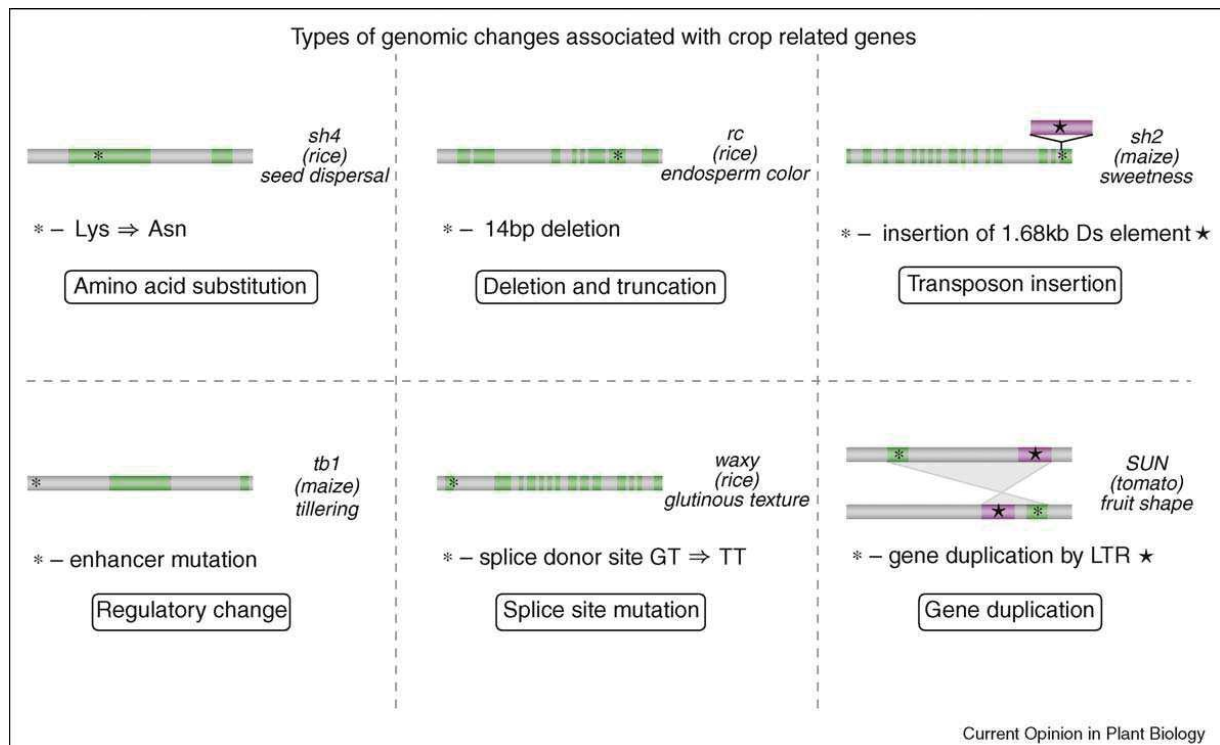 Types of genomic changes associated with crop related genes
sh4
(rice)
seed dispersal
* – Lys ⇒ Asn
Amino acid substitution
rc
(rice)
endosperm color
* – 14bp deletion
Deletion and truncation
sh2
(maize)
sweetness
* – insertion of 1.68kb Ds element ★
Transposon insertion
tb1
(maize)
tillering
* – enhancer mutation
Regulatory change
waxy
(rice)
glutinous texture
* – splice donor site GT ⇒ TT
Splice site mutation
SUN
(tomato)
fruit shape
* – gene duplication by LTR ★
Gene duplication
Current Opinion in Plant Biology